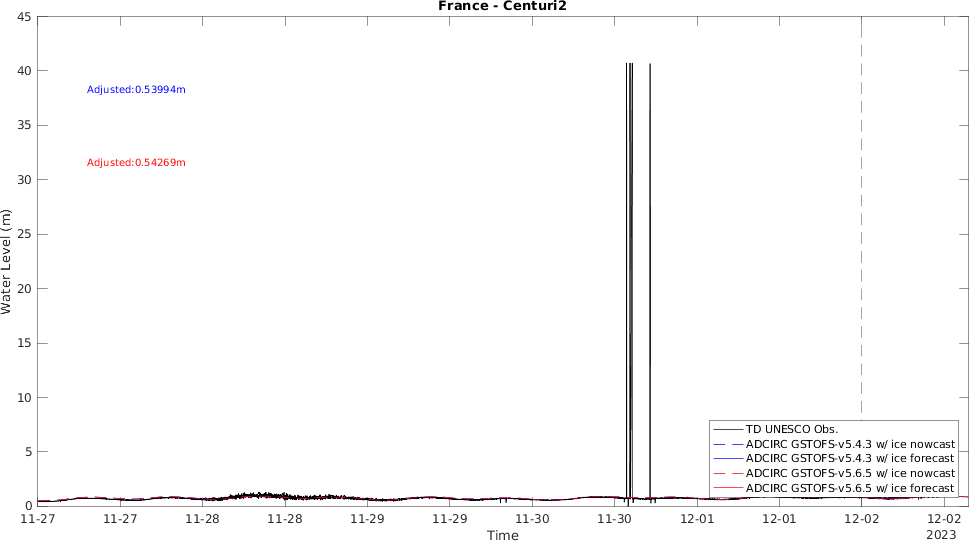 France - Centuri2
45
40
35
30
25
20
15
10
5
0
Water Level (m)
Adjusted:0.53994m
Adjusted:0.54269m
TD UNESCO Obs.
ADCIRC GSTOFS-v5.4.3 w/ ice nowcast
ADCIRC GSTOFS-v5.4.3 w/ ice forecast
ADCIRC GSTOFS-v5.6.5 w/ ice nowcast
ADCIRC GSTOFS-v5.6.5 w/ ice forecast
11-27 11-27 11-28 11-28 11-29 11-29 11-30 11-30 12-01 12-01 12-02 12-02
2023
Time